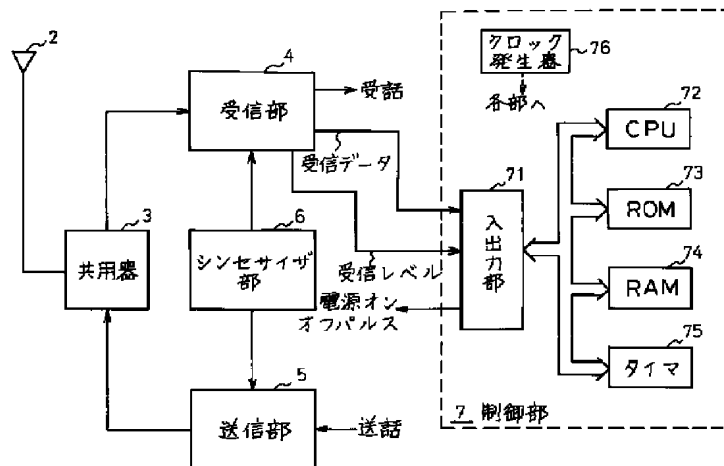 2
4
受信部
受話
受信データ
クロック
発生器
76
各部へ
72
CPU
71
入出力部
73
ROM
3
共用器
6
シンセサイザ
部
受信レベル
電源オン
オフパルス
74
RAM
75
タイマ
5
送信部
送話
7 制御部